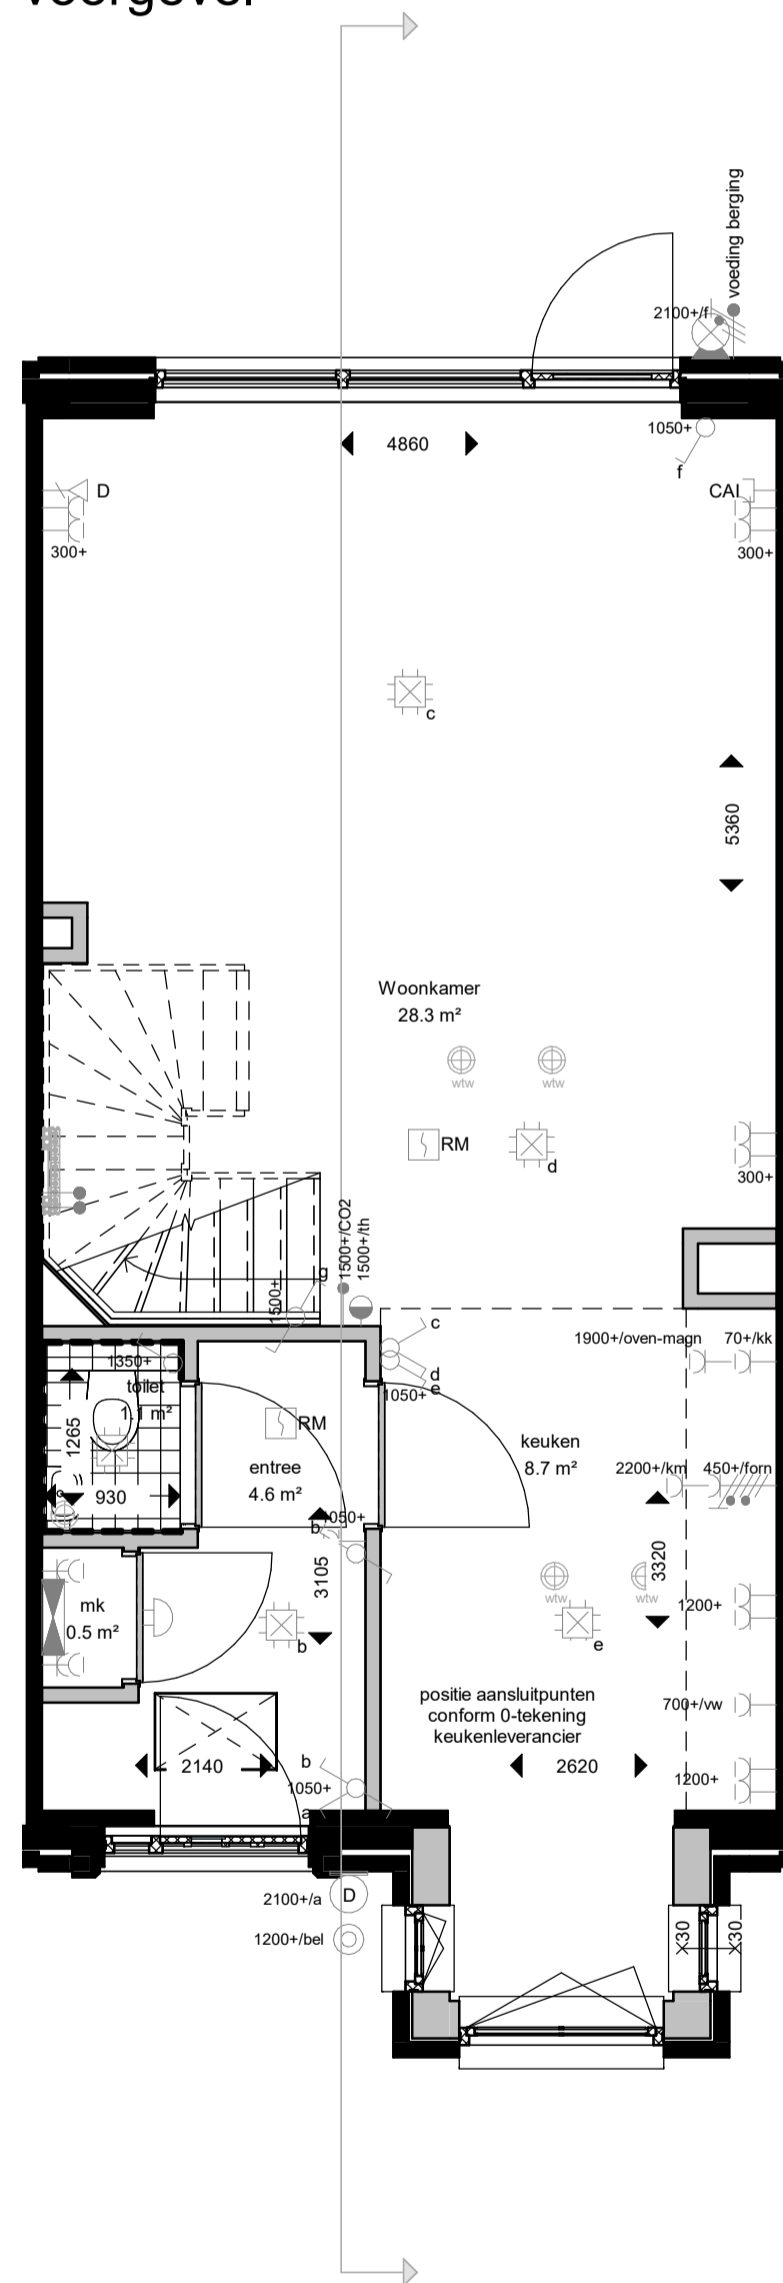 voeding berging
2100+/f
4860
1050+
f
D
CAI
300+
300+
c
5360
Woonkamer
28.3 m²
wtw
wtw
RM
d
300+
1500+/CO2
1500+/th
g
1500+
c
1900+/oven-magn
70+/kk
1350+
toilet
1.1 m²
d
e
1050+
1265
RM
keuken
8.7 m²
entree
4.6 m²
2200+/km
450+/forn
930
1050+
b
3105
3320
wtw
wtw
mk
0.5 m²
1200+
b
e
positie aansluitpunten
conform 0-tekening
keukenleverancier
700+/vw
b
2140
2620
1050+
1200+
a
2100+/a
D
1200+/bel
30
30